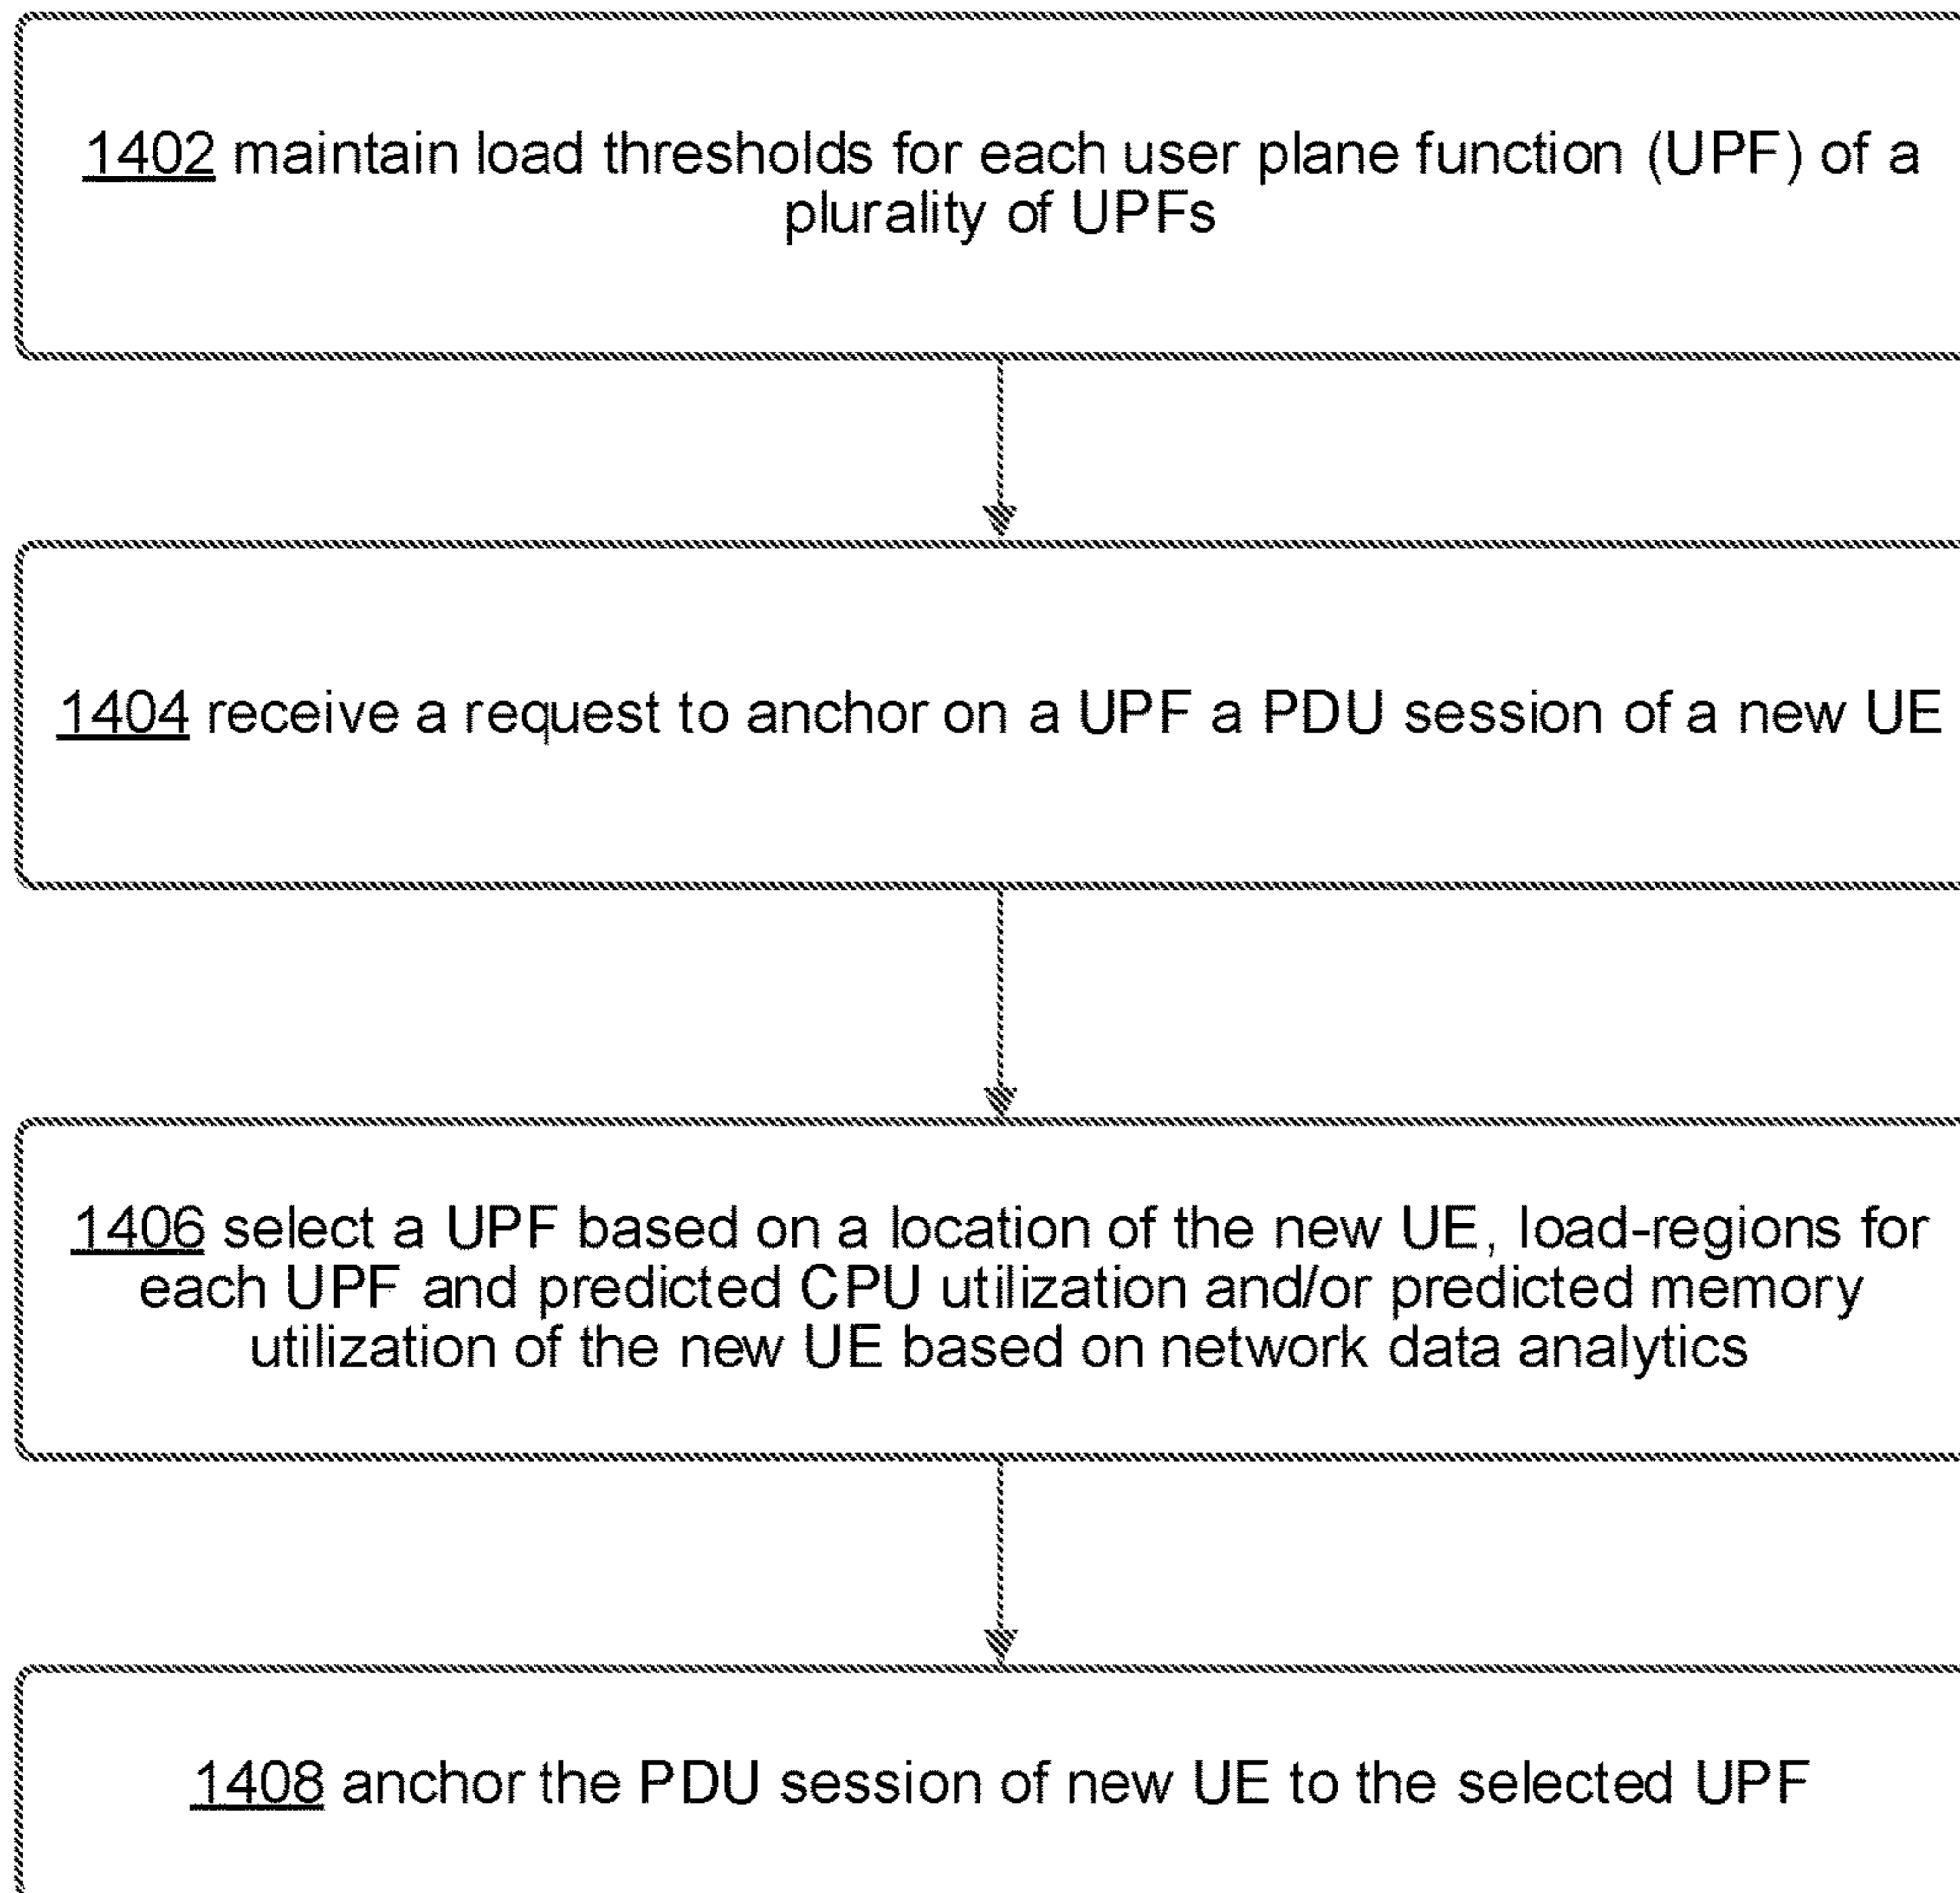 1402 maintain load thresholds for each user plane function (UPF) of a
plurality of UPFs
1404 receive a request to anchor on a UPF a PDU session of a new UE
1406 select a UPF based on a location of the new UE, load-regions for
each UPF and predicted CPU utilization and/or predicted memory
utilization of the new UE based on network data analytics
1408 anchor the PDU session of new UE to the selected UPF